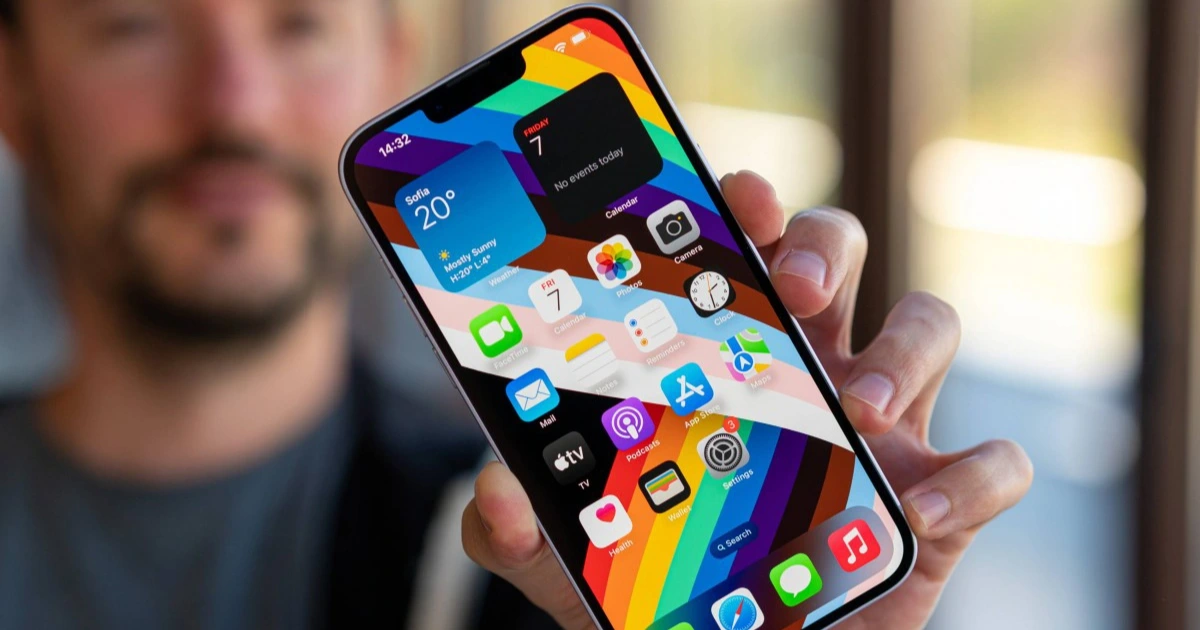 14:32
Sofia
20°
Mostly Sunny
H:20° L:4°
Weather
FRIDAY
7
No events today
Calendar
FaceTime
FRI
7
Calendar
Photos
Camera
Mail
Notes
Reminders
Clock
tv
TV
Podcasts
App Store
Maps
Health
Wallet
3
Settings
Search